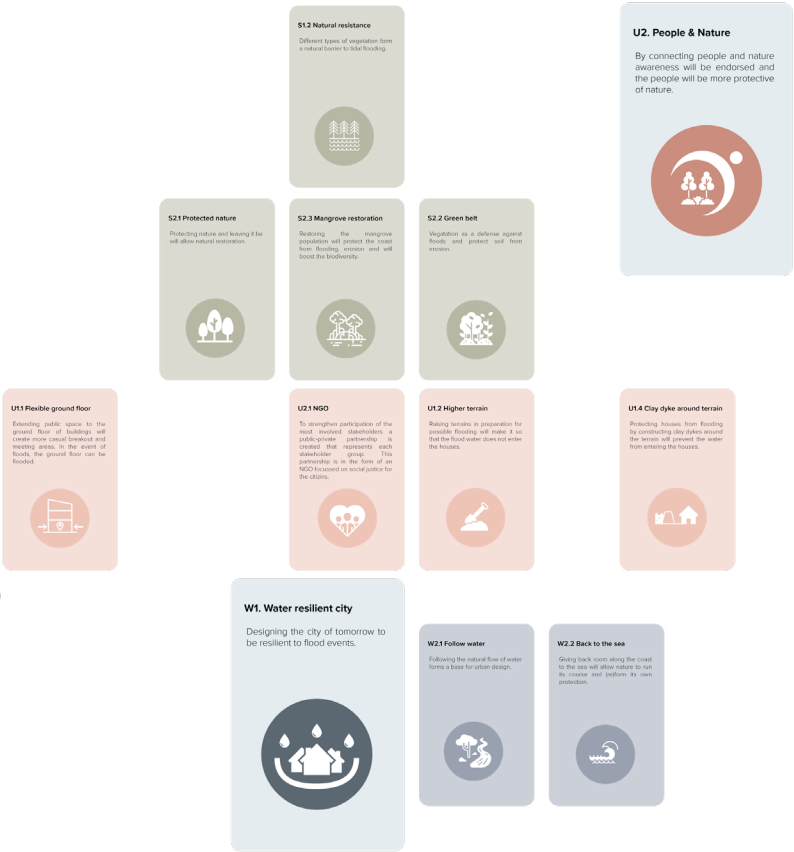 S1.2 Natural resistance
Different types of vegetation form
a natural barrier to tidal flooding.
U2. People & Nature
By connecting people and nature
awareness will be endorsed and
the people will be more protective
of nature.
S2.1 Protected nature
Protecting nature and leaving it be
will allow natural restoration.
S2.3 Mangrove restoration
Restoring the mangrove
population will protect the coast
from flooding, erosion and will
boost the biodiversity.
S2.2 Green belt
Vegatation as a defense against
floods and protect soil from
erosion.
U1.1 Flexible ground floor
Extending public space to the
ground floor of buildings will
create more casual breakout and
meeting areas. In the event of
floods, the ground floor can be
flooded.
U2.1 NGO
To strengthen participation of the
most involved stakeholders a
public-private partnership is
created that represents each
stakeholder group. This
partnership is in the form of an
NGO focussed on social justice for
the citizins.
U1.2 Higher terrain
Raising terrains in preparation for
possible flooding will make it so
that the flood water does not enter
the houses.
U1.4 Clay dyke around terrain
Protecting houses from flooding
by constructing clay dykes around
the terrain will prevent the water
from entering the houses.
W1. Water resilient city
Designing the city of tomorrow to
be resilient to flood events.
W2.1 Follow water
Following the natural flow of water
forms a base for urban design.
W2.2 Back to the sea
Giving back room along the coast
to the sea will allow nature to run
its course and (re)form its own
protection.